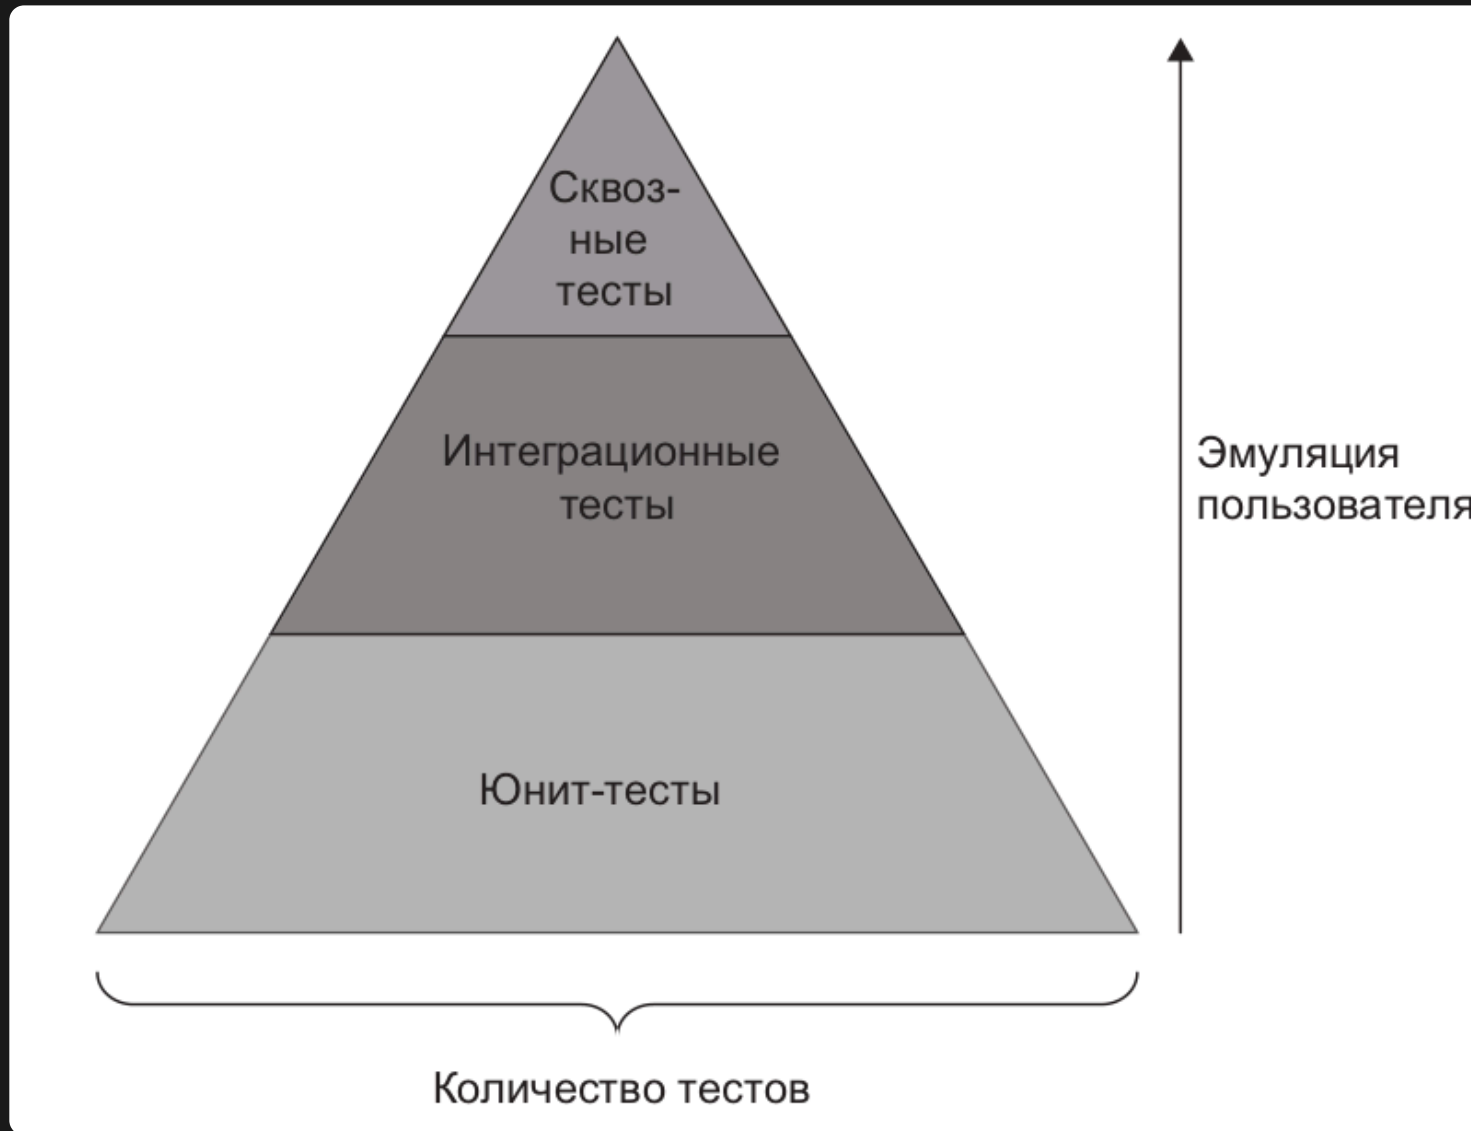 Сквоз-
ные
тесты
Интеграционные
тесты
Эмуляция
пользователя
Юнит-тесты
Количество тестов